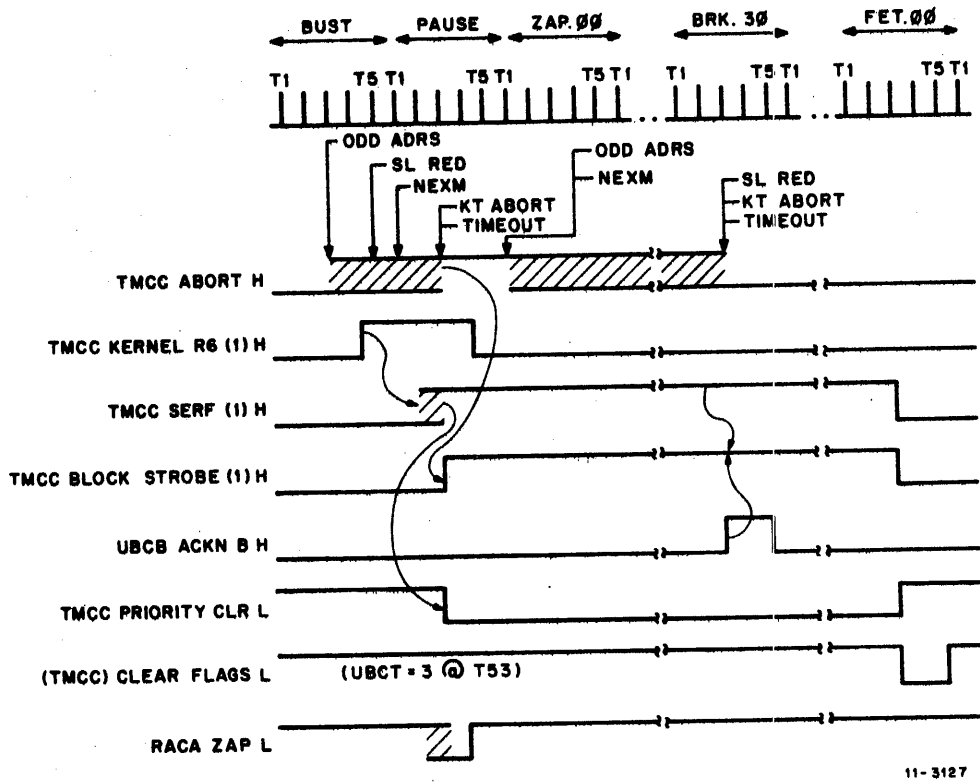 BUST PAUSE ZAP.ØØ BRK. 3Ø FET.ØØ
T1 T5 T1 T5 T1 T5 T1 T1 T5 T1 T1 T5 T1
ODD ADRS
SL RED
NEXM
KT ABORT
TIMEOUT
ODD ADRS
NEXM
SL RED
KT ABORT
TIMEOUT
TMCC ABORT H
TMCC KERNEL R6 (1) H
TMCC SERF (1) H
TMCC BLOCK STROBE (1) H
UBCB ACKN B H
TMCC PRIORITY CLR L
(TMCC) CLEAR FLAGS L (UBCT = 3 @ T53)
RACA ZAP L
11-3127